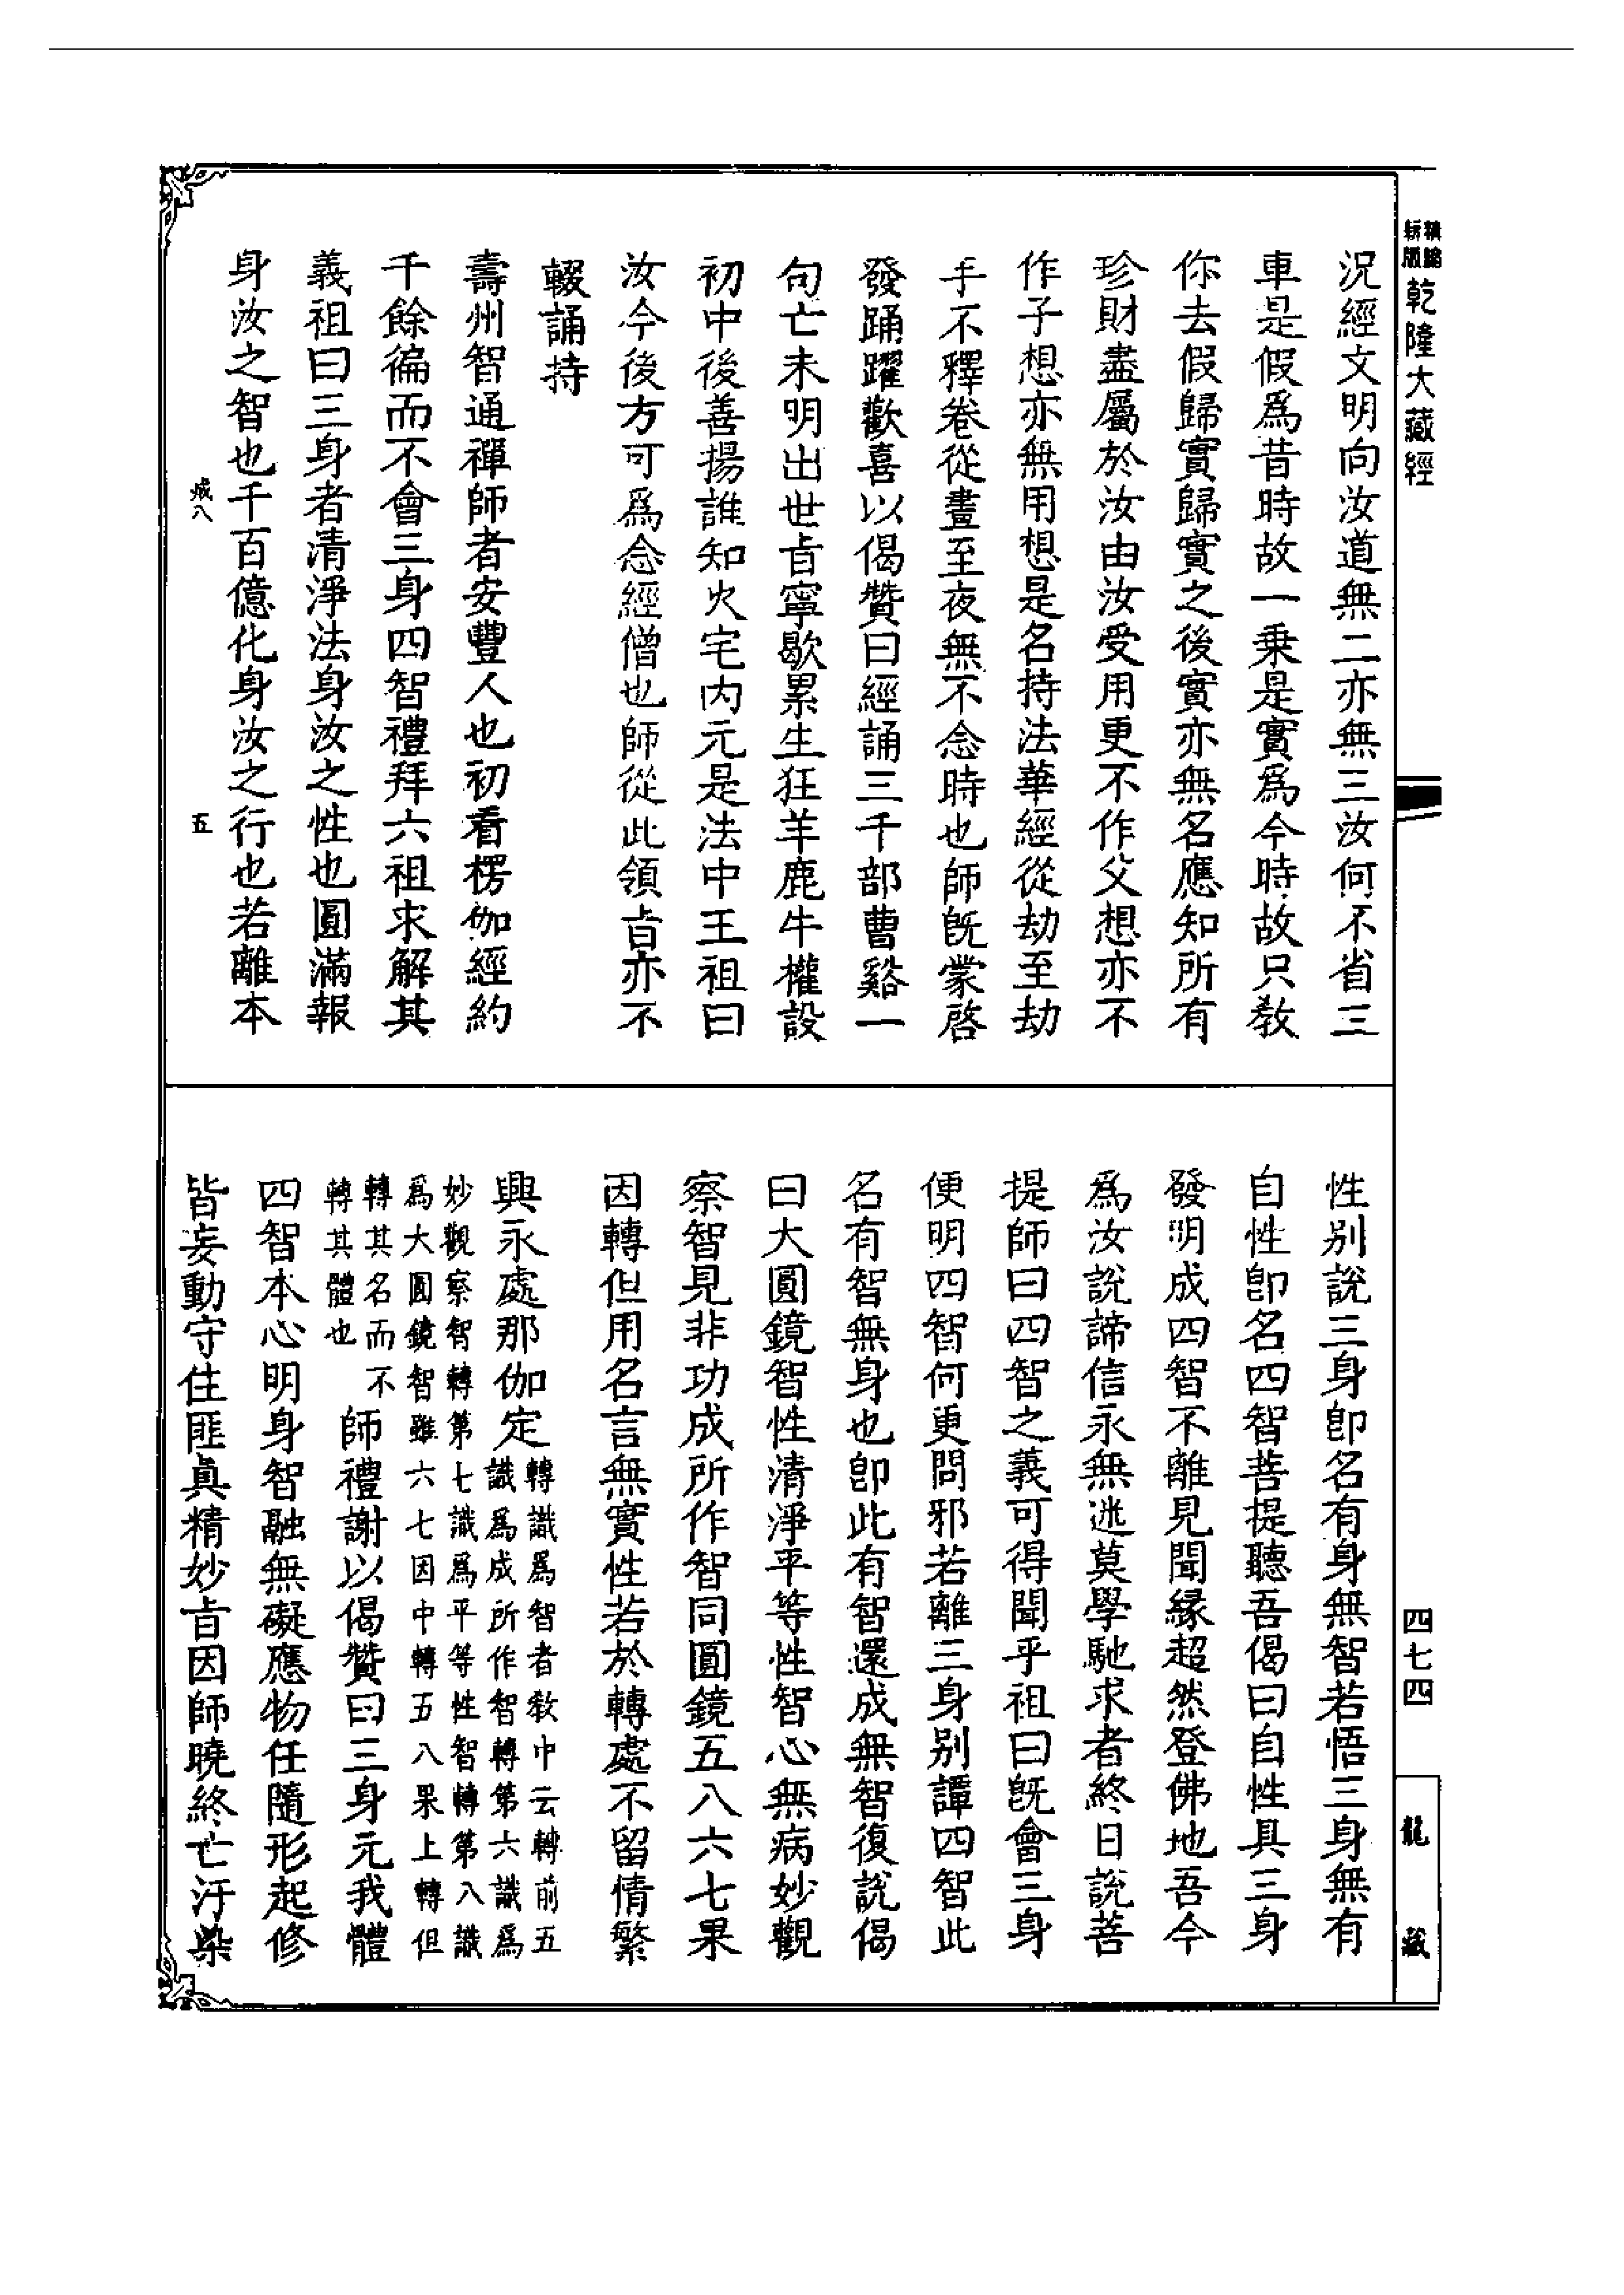 精編新版
乾隆大藏經
況經文明向汝道無二亦無三汝何不省三
車是假爲昔時故一乘是實爲今時故只敎
你去假歸實歸實之後實亦無名應知所有
珍財盡屬於汝由汝受用更不作父想亦不
作子想亦無用想是名持法華經從劫至劫
手不釋卷從晝至夜無不念時也師旣蒙啓
發踊躍歡喜以偈贊曰經誦三千部曹谿一
句亡未明出世㫖寧歇累生狂羊鹿牛權設
初中後善揚誰知火宅内元是法中王祖曰
汝今後方可爲念經僧也師從此領㫖亦不
輟誦持
壽州智通禪師者安豐人也初看楞伽經約
千餘徧而不會三身四智禮拜六祖求解其
義祖曰三身者清淨法身汝之性也圓滿報
身汝之智也千百億化身汝之行也若離本
五
性别說三身卽名有身無智若悟三身無有
自性卽名四智菩提聽吾偈曰自性具三身
發明成四智不離見聞縁超然登佛地吾今
爲汝說諦信永無迷莫學馳求者終日說菩
提師曰四智之義可得聞乎祖曰旣會三身
便明四智何更問邪若離三身别譚四智此
名有智無身也卽此有智還成無智復說偈
曰大圓鏡智性清淨平等性智心無病妙觀
察智見非功成所作智同圓鏡五八六七果
因轉但用名言無實性若於轉處不留情繁
興永處那伽定轉識爲智者敎中云轉前五
識爲成所作智轉第六識爲
妙觀察智轉第七識爲平等性智轉第八識
爲大圓鏡智雖六七因中轉五八果上轉但
轉其名而不
轉其體也
師禮謝以偈贊曰三身元我體
四智本心明身智融無礙應物任隨形起修
皆妄動守住匪眞精妙㫖因師曉終亡汙染
四七四
龍藏